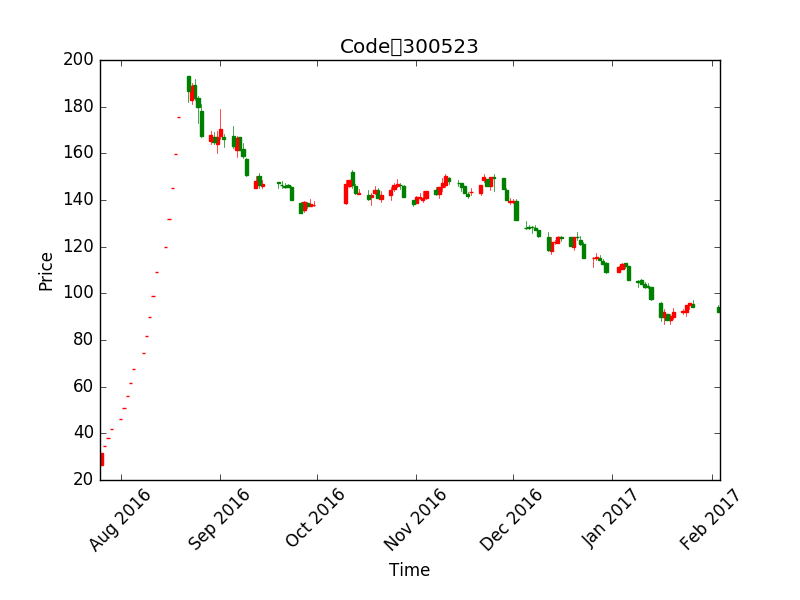 Code▯300523
200
180
160
140
120
100
80
60
40
20
Price
Aug 2016
Sep 2016
Oct 2016
Nov 2016
Dec 2016
Jan 2017
Feb 2017
Time